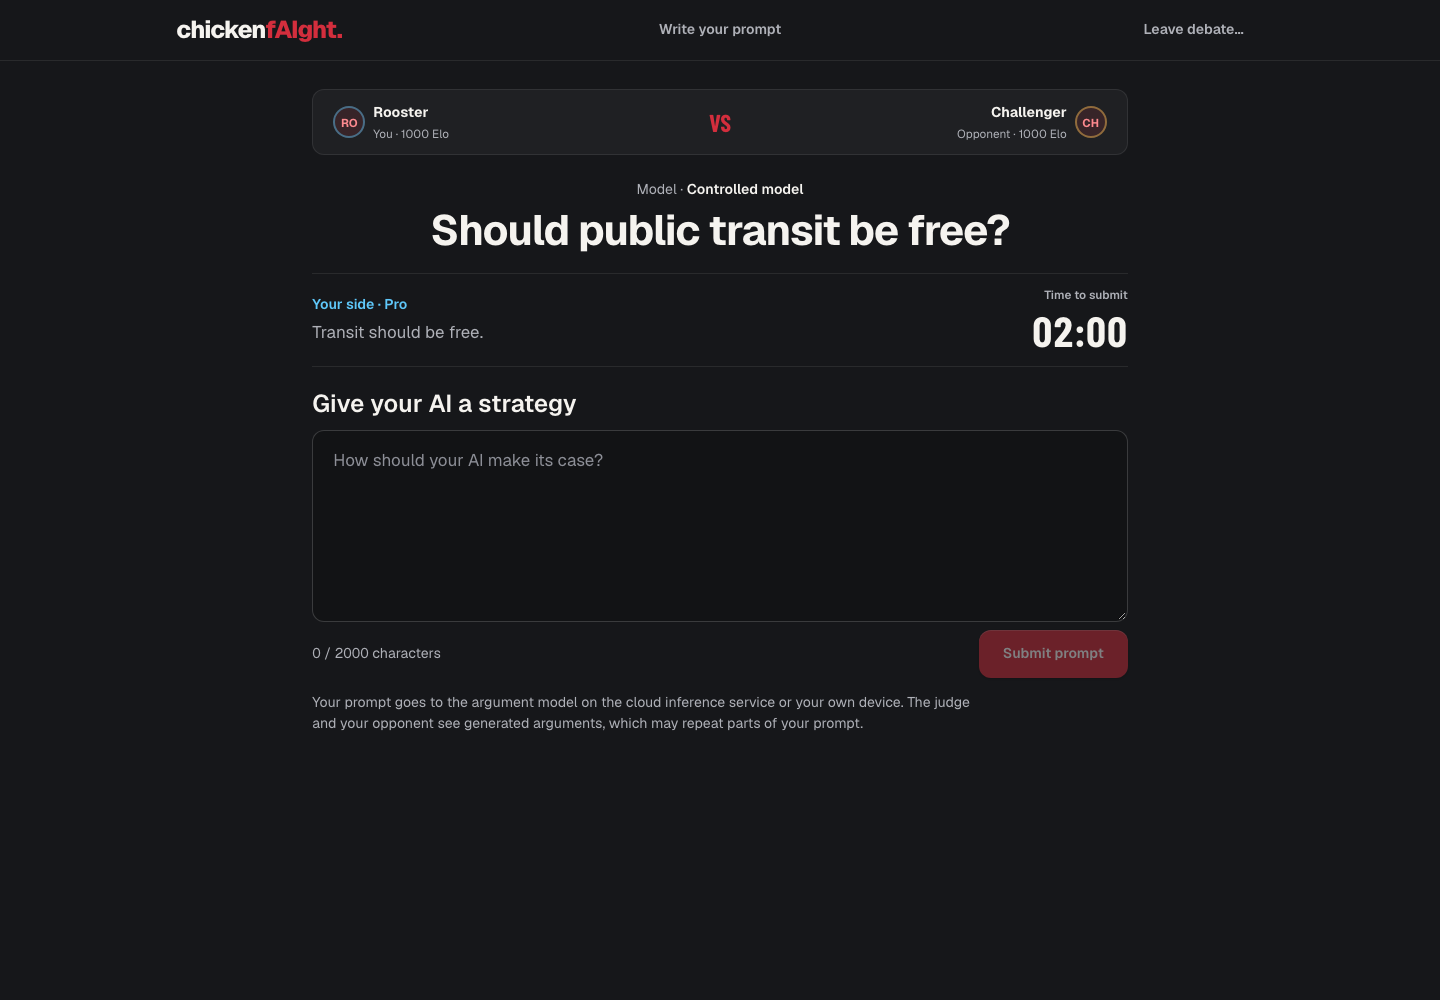 chickenfAIght.
Write your prompt
Leave debate...
RO
Rooster
You · 1000 Elo
VS
Challenger
Opponent · 1000 Elo
CH
Model · Controlled model
Should public transit be free?
Your side · Pro
Transit should be free.
Time to submit
02:00
Give your AI a strategy
How should your AI make its case?
0 / 2000 characters
Submit prompt
Your prompt goes to the argument model on the cloud inference service or your own device. The judge
and your opponent see generated arguments, which may repeat parts of your prompt.